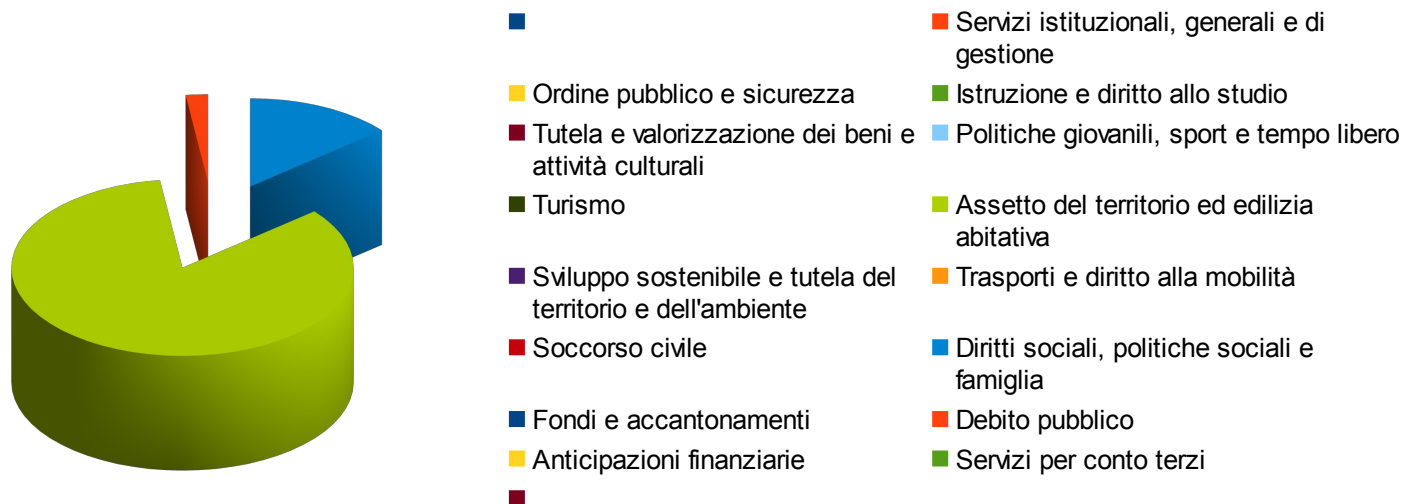 Servizi istituzionali, generali e di
gestione
Ordine pubblico e sicurezza
Istruzione e diritto allo studio
Tutela e valorizzazione dei beni e
attività culturali
Politiche giovanili, sport e tempo libero
Turismo
Assetto del territorio ed edilizia
abitativa
Sviluppo sostenibile e tutela del
territorio e dell'ambiente
Trasporti e diritto alla mobilità
Soccorso civile
Diritti sociali, politiche sociali e
famiglia
Fondi e accantonamenti
Debito pubblico
Anticipazioni finanziarie
Servizi per conto terzi